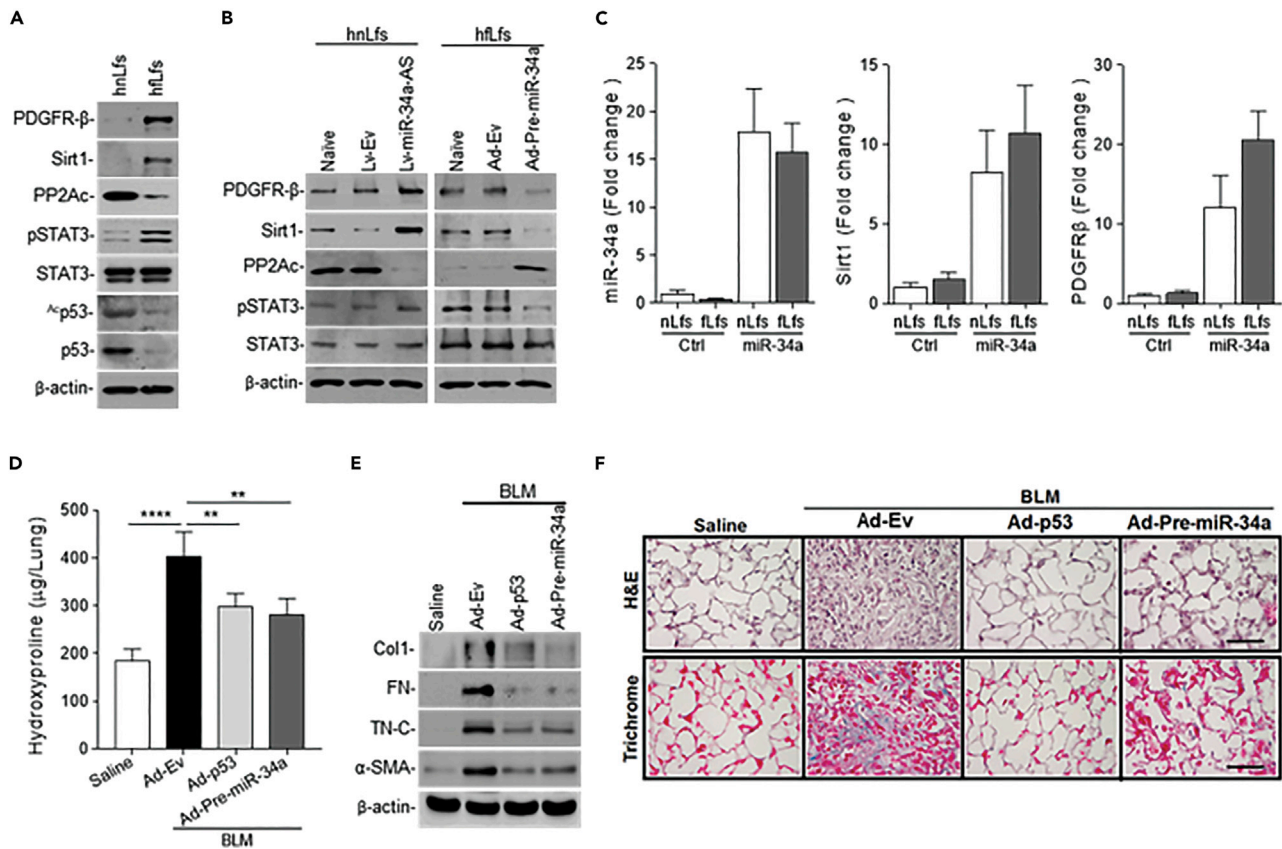 A
hnLfs
hfLfs
PDGFR-β-
Sirt1-
PP2Ac-
pSTAT3-
STAT3-
Acp53-
p53-
β-actin-
B
hnLfs
hfLfs
Naïve
Lv-Ev
Lv-miR-34a-AS
Naïve
Ad-Ev
Ad-Pre-miR-34a
PDGFR-β-
Sirt1-
PP2Ac-
pSTAT3-
STAT3-
β-actin-
C
miR-34a (Fold change )
25
20
15
10
5
0
nLfs fLfs nLfs fLfs
Ctrl miR-34a
Sirt1 (Fold change )
15
10
5
0
nLfs fLfs nLfs fLfs
Ctrl miR-34a
PDGFRβ (Fold change )
30
20
10
0
nLfs fLfs nLfs fLfs
Ctrl miR-34a
D
Hydroxyproline (µg/Lung)
500
400
300
200
100
0
**
**** **
Saline
Ad-Ev
Ad-p53
Ad-Pre-miR-34a
BLM
E
BLM
Saline
Ad-Ev
Ad-p53
Ad-Pre-miR-34a
Col1-
FN-
TN-C-
α-SMA-
β-actin-
F
BLM
Saline Ad-Ev Ad-p53 Ad-Pre-miR-34a
H&E
Trichrome